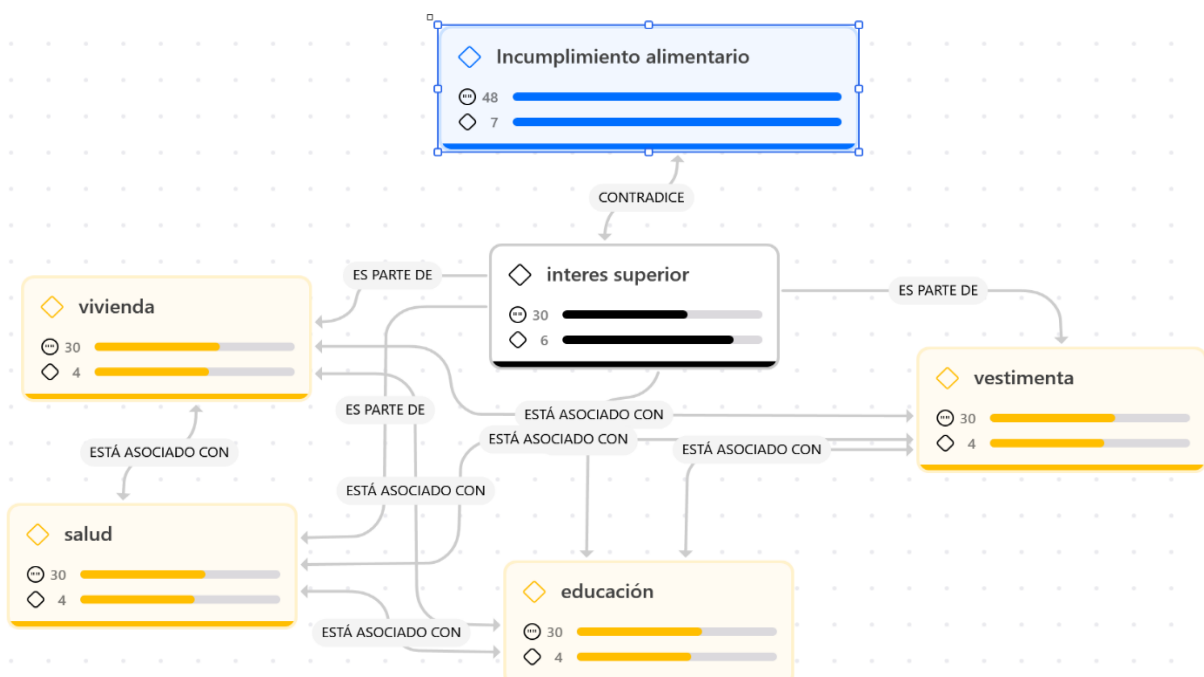 Incumplimiento alimentario
48
7
CONTRADICE
interes superior
30
6
ES PARTE DE
ES PARTE DE
vivienda
30
4
vestimenta
30
4
ES PARTE DE
ESTÁ ASOCIADO CON
ESTÁ ASOCIADO CON
ESTÁ ASOCIADO CON
ESTÁ ASOCIADO CON
ESTÁ ASOCIADO CON
salud
30
4
educación
30
4
ESTÁ ASOCIADO CON